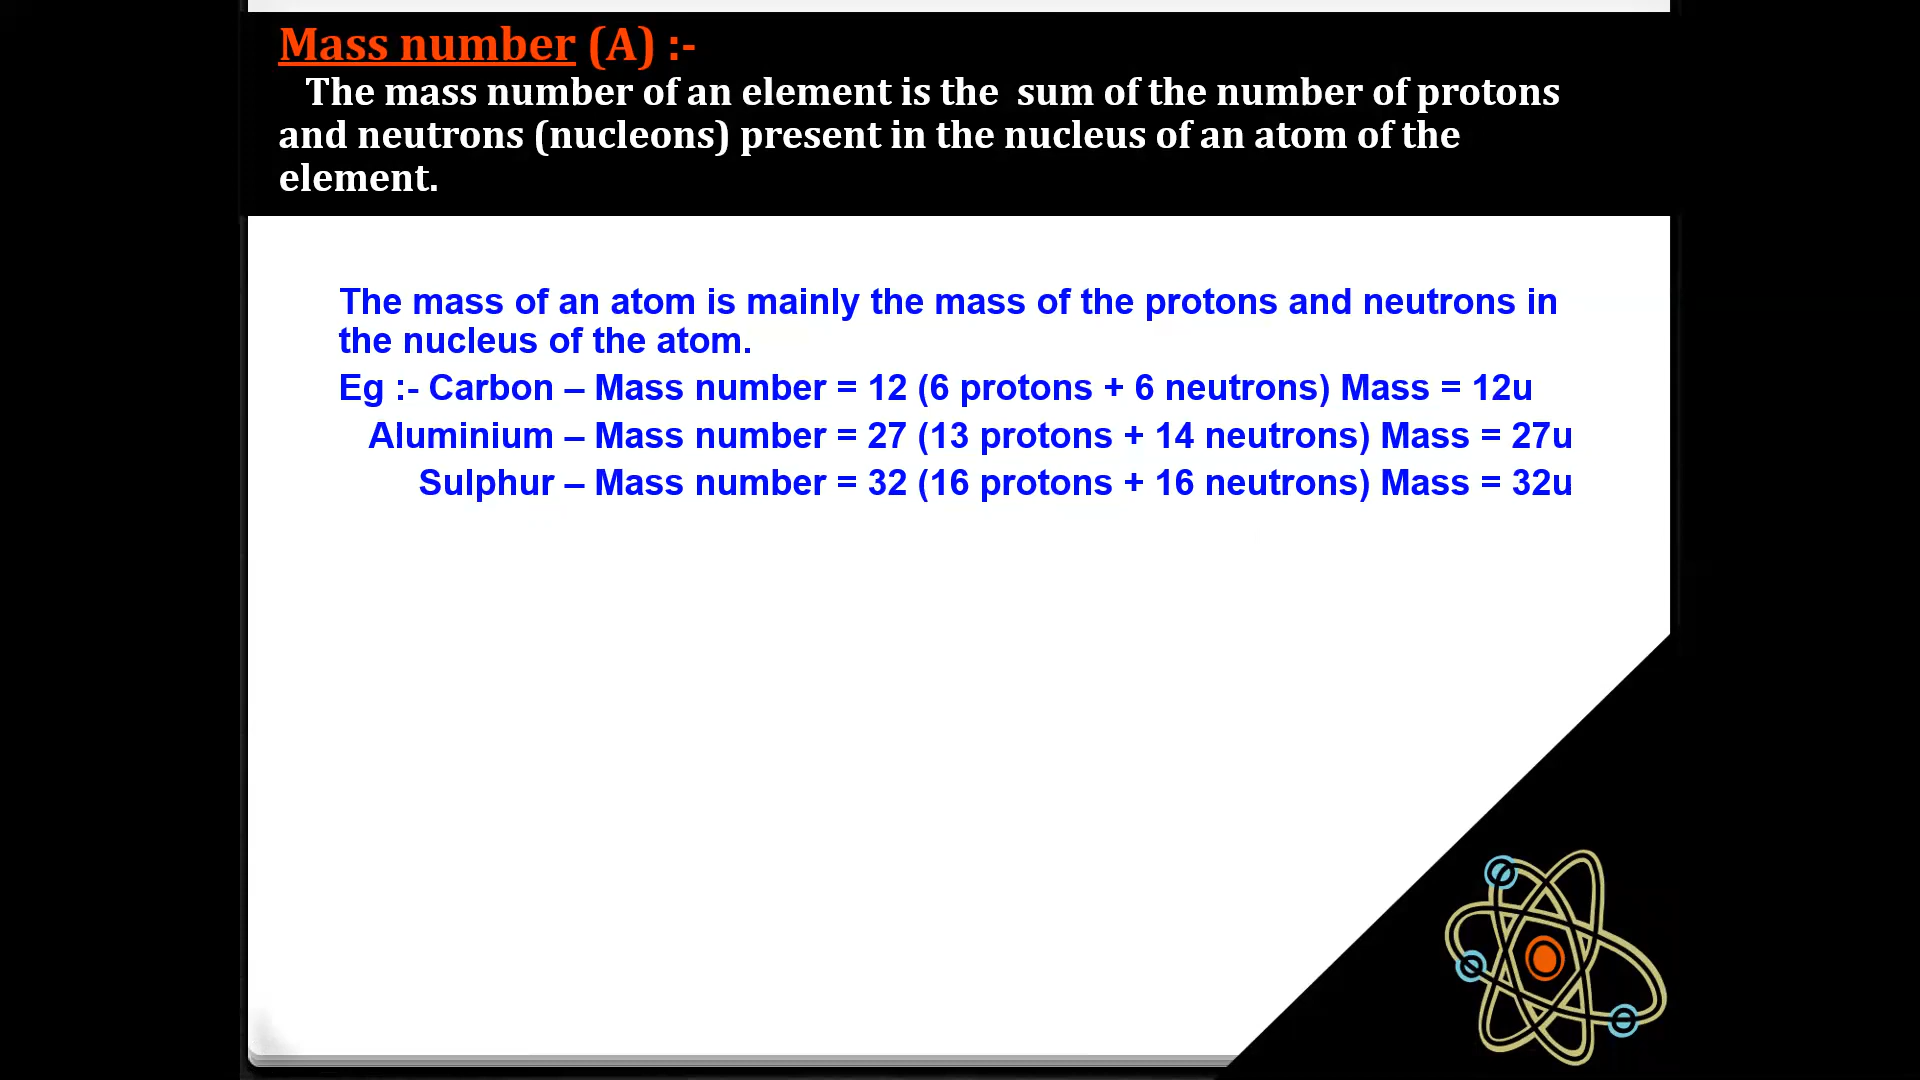 Mass number (A) :-
The mass number of an element is the sum of the number of protons
and neutrons (nucleons) present in the nucleus of an atom of the
element.
The mass of an atom is mainly the mass of the protons and neutrons in
the nucleus of the atom.
Eg :- Carbon – Mass number = 12 (6 protons + 6 neutrons) Mass = 12u
Aluminium – Mass number = 27 (13 protons + 14 neutrons) Mass = 27u
Sulphur – Mass number = 32 (16 protons + 16 neutrons) Mass = 32u